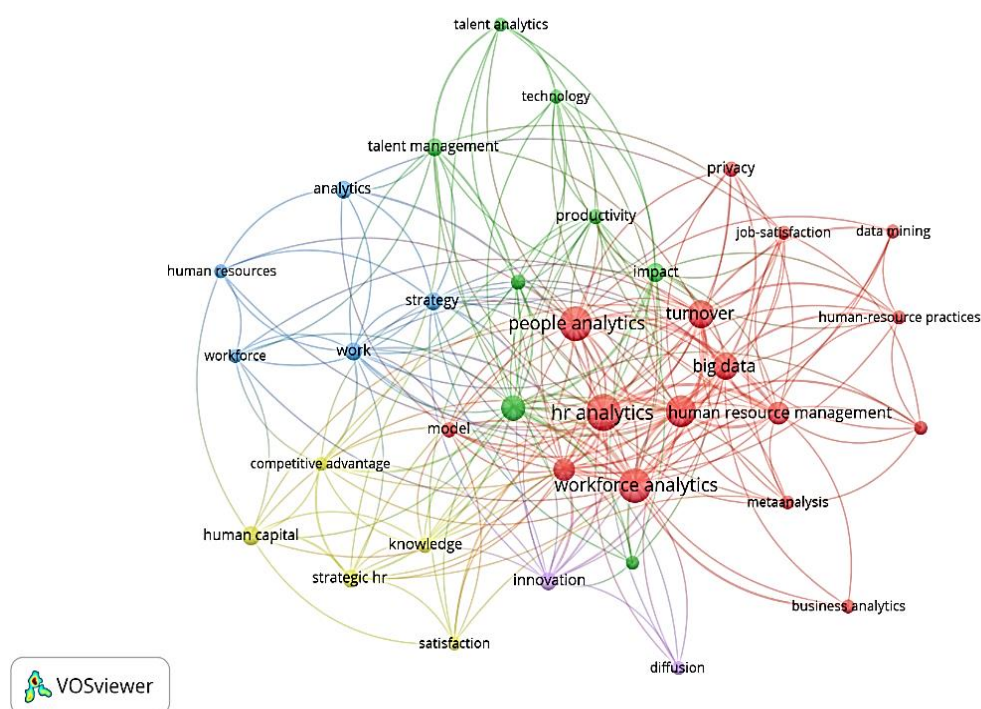 talent analytics
technology
talent management
privacy
analytics
productivity
job-satisfaction
data mining
human resources
impact
strategy
turnover
human-resource practices
people analytics
work
workforce
big data
hr analytics
human resource management
model
competitive advantage
workforce analytics
metaanalysis
human capital
knowledge
strategic hr
innovation
business analytics
satisfaction
diffusion
VOSviewer